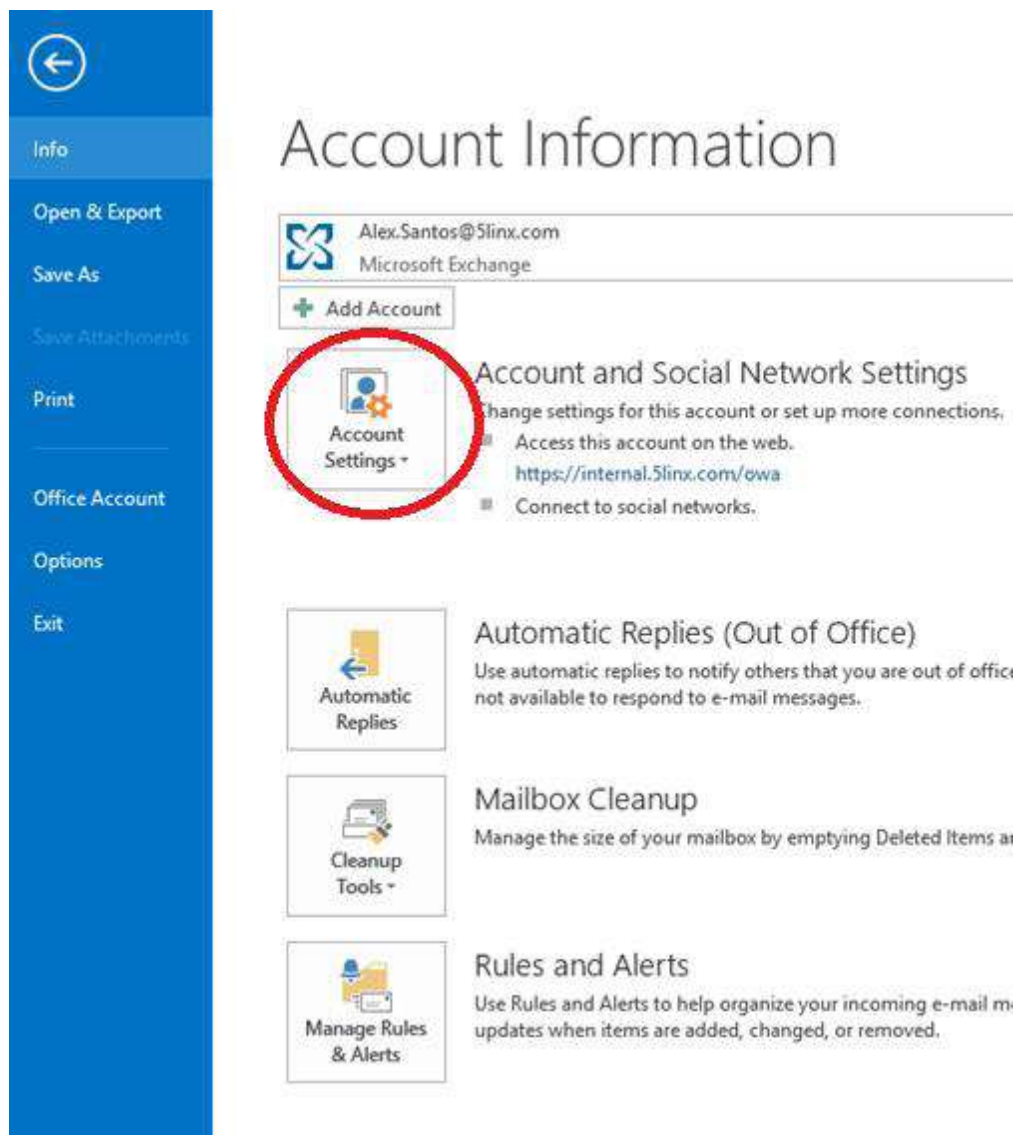 Info
Open & Export
Save As
Save Attachments
Print
Office Account
Options
Exit
Account Information
Alex.Santos@5linx.com
Microsoft Exchange
Add Account
Account
Settings
Account and Social Network Settings
Change settings for this account or set up more connections.
Access this account on the web.
https://internal.5linx.com/owa
Connect to social networks.
Automatic
Replies
Automatic Replies (Out of Office)
Use automatic replies to notify others that you are out of office
not available to respond to e-mail messages.
Cleanup
Tools
Mailbox Cleanup
Manage the size of your mailbox by emptying Deleted Items
Manage Rules
& Alerts
Rules and Alerts
Use Rules and Alerts to help organize your incoming e-mail
updates when items are added, changed, or removed.